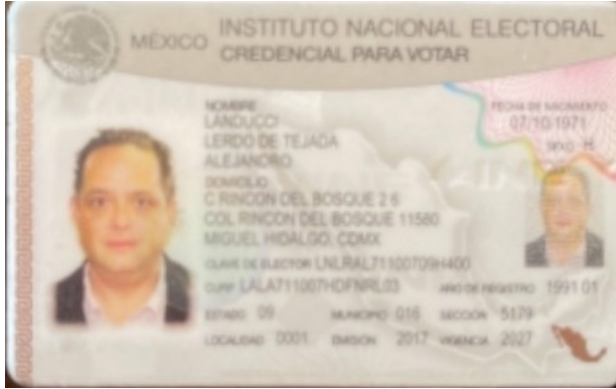 MÉXICO INSTITUTO NACIONAL ELECTORAL
CREDENCIAL PARA VOTAR
NOMBRE
LANDUCCI
LERDO DE TEJADA
ALEJANDRO
FECHA DE NACIMIENTO
07/10/1971
SEXO H
DOMICILIO
C RINCON DEL BOSQUE 2 6
COL RINCON DEL BOSQUE 11580
MIGUEL HIDALGO, CDMX
CLAVE DE ELECTOR LNLRAL71100709H400
CURP LALA711007HDFNRL03 AÑO DE REGISTRO 1991 01
ESTADO 09 MUNICIPIO 016 SECCIÓN 5179
LOCALIDAD 0001 EMISIÓN 2017 VIGENCIA 2027